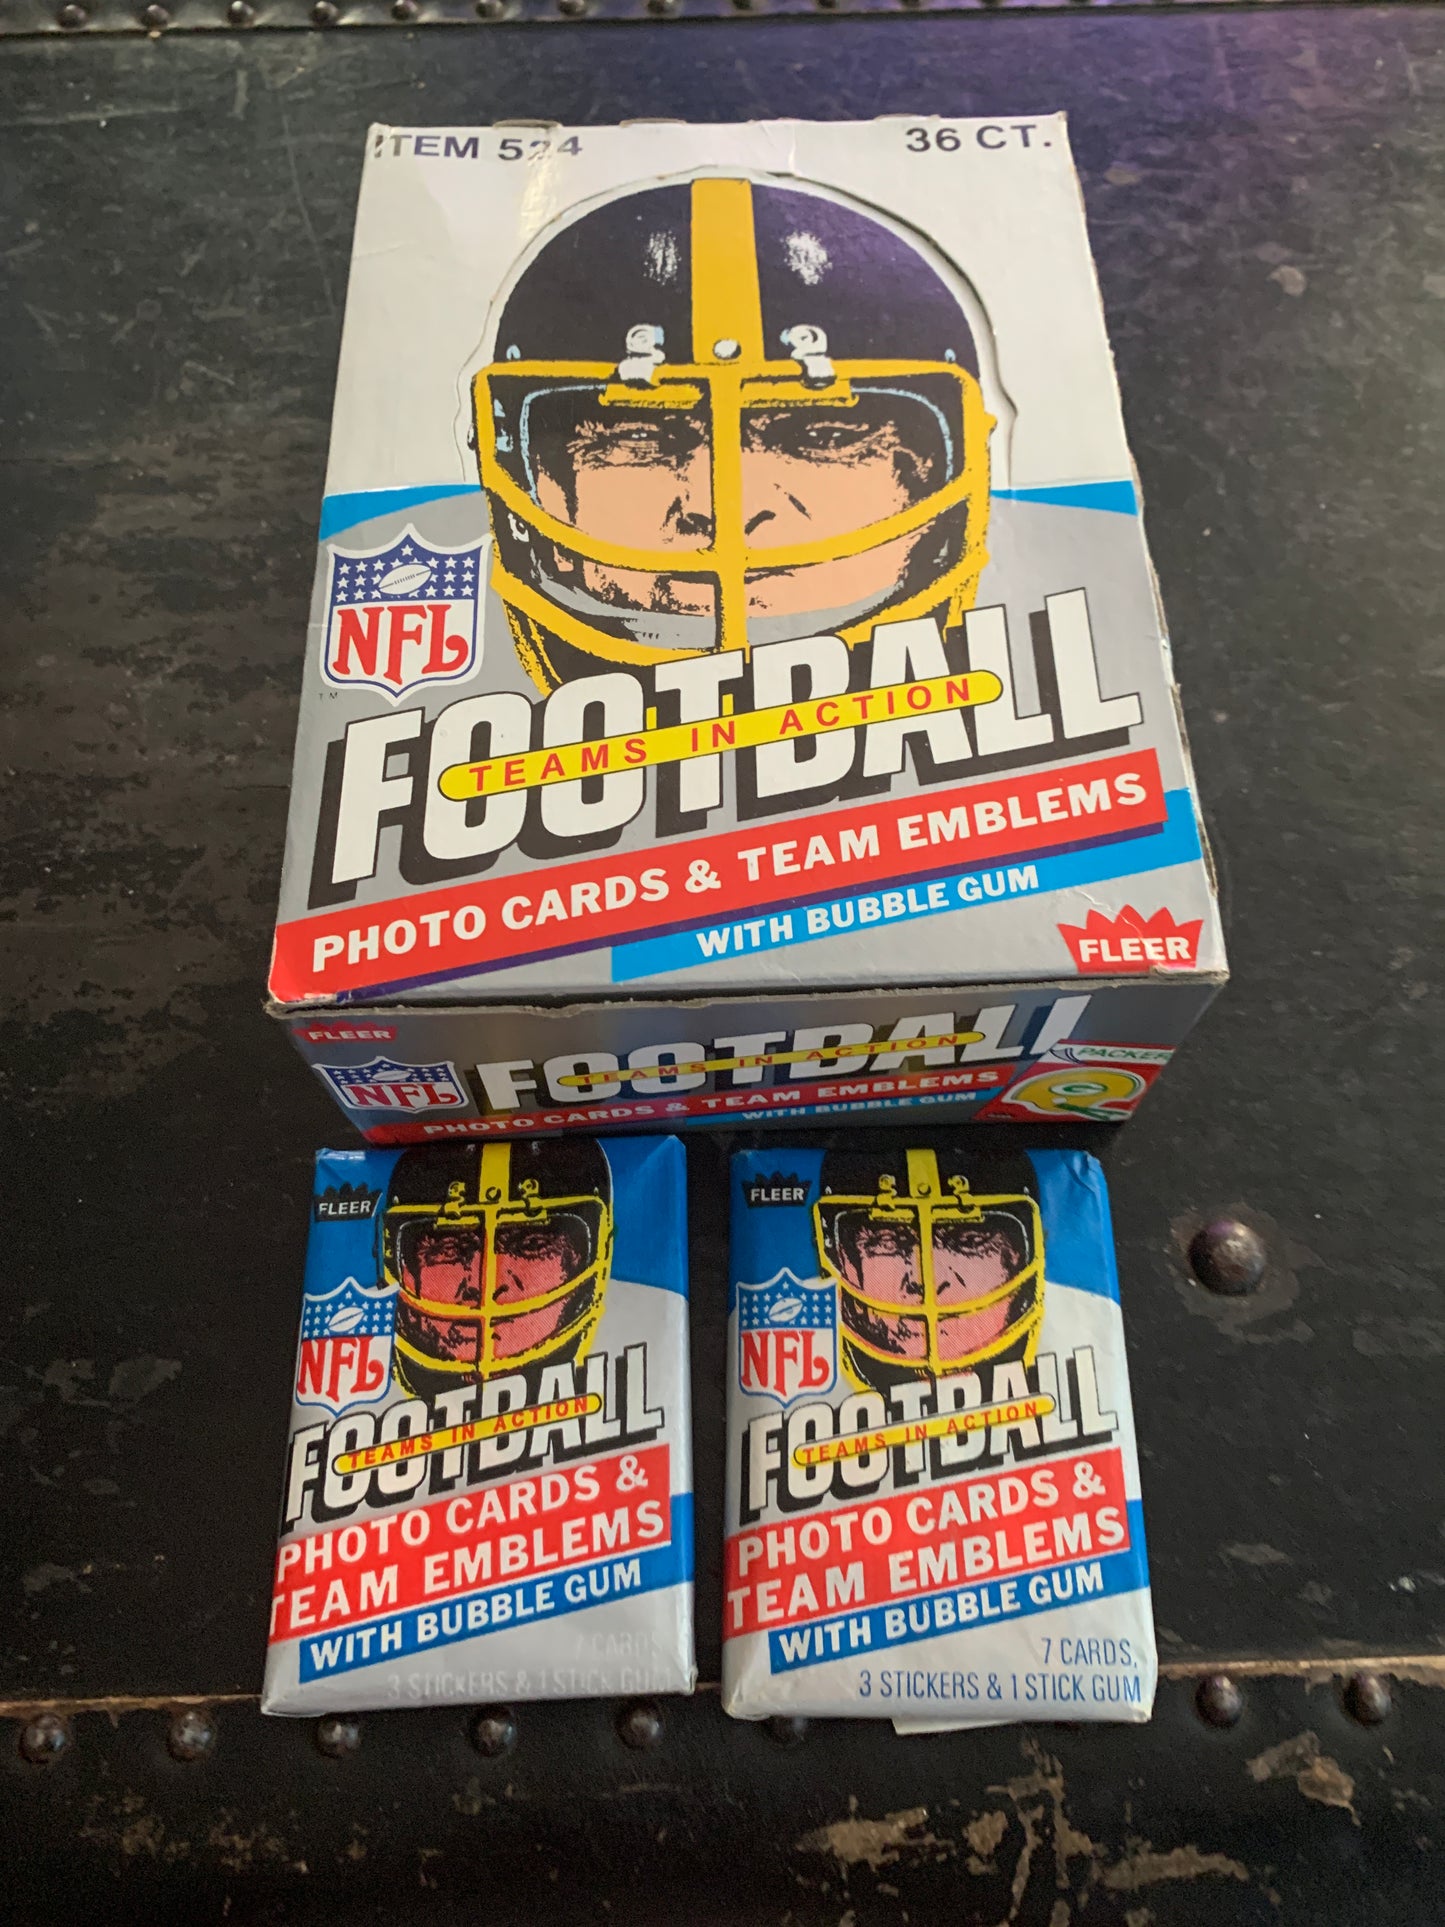 ITEM 524
36 CT.
NFL
TM
FOOTBALL
TEAMS IN ACTION
PHOTO CARDS & TEAM EMBLEMS
WITH BUBBLE GUM
FLEER
FLEER
NFL
FOOTBALL
TEAMS IN ACTION
PHOTO CARDS & TEAM EMBLEMS
WITH BUBBLE GUM
PACKER
G
FLEER
NFL
FOOTBALL
TEAMS IN ACTION
PHOTO CARDS &
TEAM EMBLEMS
WITH BUBBLE GUM
7 CARDS
3 STICKERS & 1 STICK GUM
FLEER
NFL
FOOTBALL
TEAMS IN ACTION
PHOTO CARDS &
TEAM EMBLEMS
WITH BUBBLE GUM
7 CARDS,
3 STICKERS & 1 STICK GUM